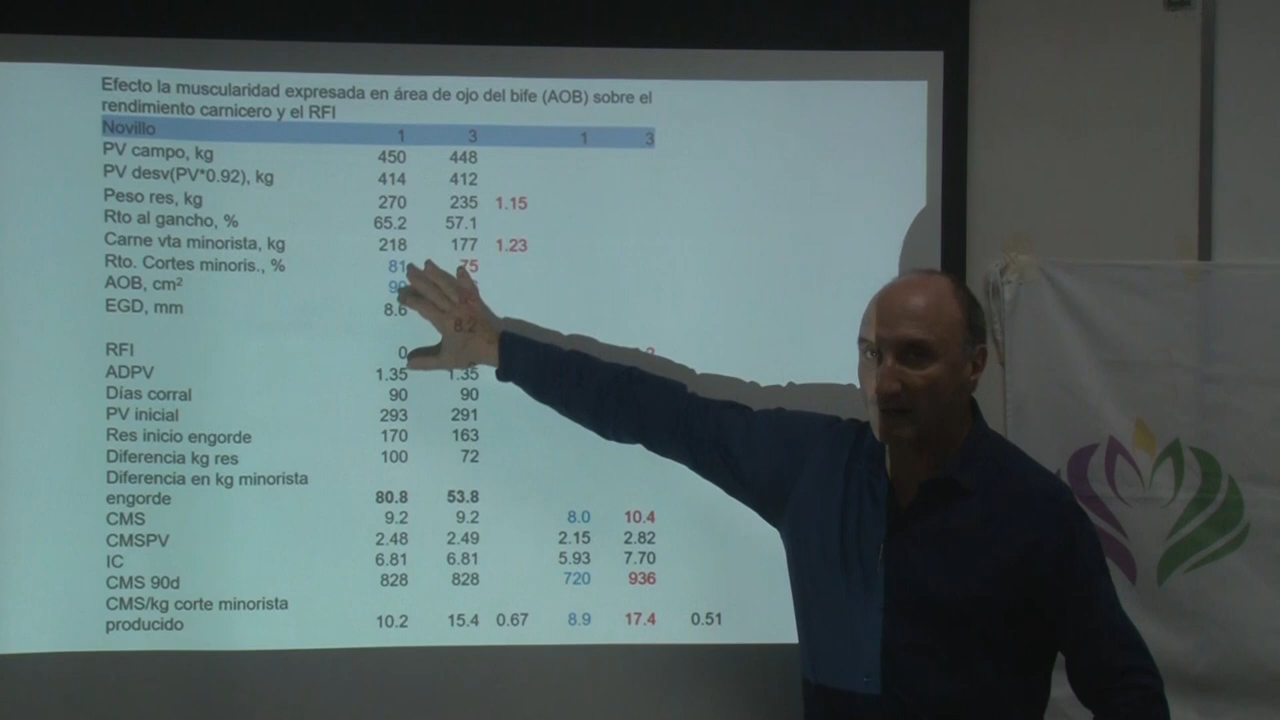 Efecto la muscularidad expresada en área de ojo del bife (AOB) sobre el
rendimiento carnicero y el RFI
Novillo 1 3 1 3
PV campo, kg 450 448
PV desv(PV*0.92), kg 414 412
Peso res, kg 270 235 1.15
Rto al gancho, % 65.2 57.1
Carne vta minorista, kg 218 177 1.23
Rto. Cortes minoris., % 81 75
AOB, cm²
EGD, mm 8.6 8.2
RFI 0
ADPV 1.35 1.35
Días corral 90 90
PV inicial 293 291
Res inicio engorde 170 163
Diferencia kg res 100 72
Diferencia en kg minorista
engorde 80.8 53.8
CMS 9.2 9.2 8.0 10.4
CMSPV 2.48 2.49 2.15 2.82
IC 6.81 6.81 5.93 7.70
CMS 90d 828 828 720 936
CMS/kg corte minorista
producido 10.2 15.4 0.67 8.9 17.4 0.51